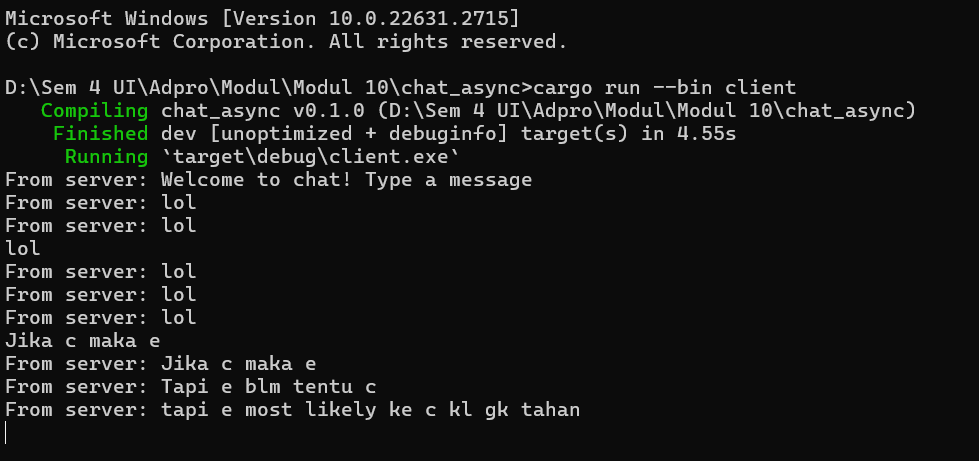 Microsoft Windows [Version 10.0.22631.2715]
(c) Microsoft Corporation. All rights reserved.
D:\Sem 4 UI\Adpro\Modul\Modul 10\chat_async>cargo run --bin client
Compiling chat_async v0.1.0 (D:\Sem 4 UI\Adpro\Modul\Modul 10\chat_async)
Finished dev [unoptimized + debuginfo] target(s) in 4.55s
Running `target\debug\client.exe`
From server: Welcome to chat! Type a message
From server: lol
From server: lol
lol
From server: lol
From server: lol
From server: lol
Jika c maka e
From server: Jika c maka e
From server: Tapi e blm tentu c
From server: tapi e most likely ke c kl gk tahan